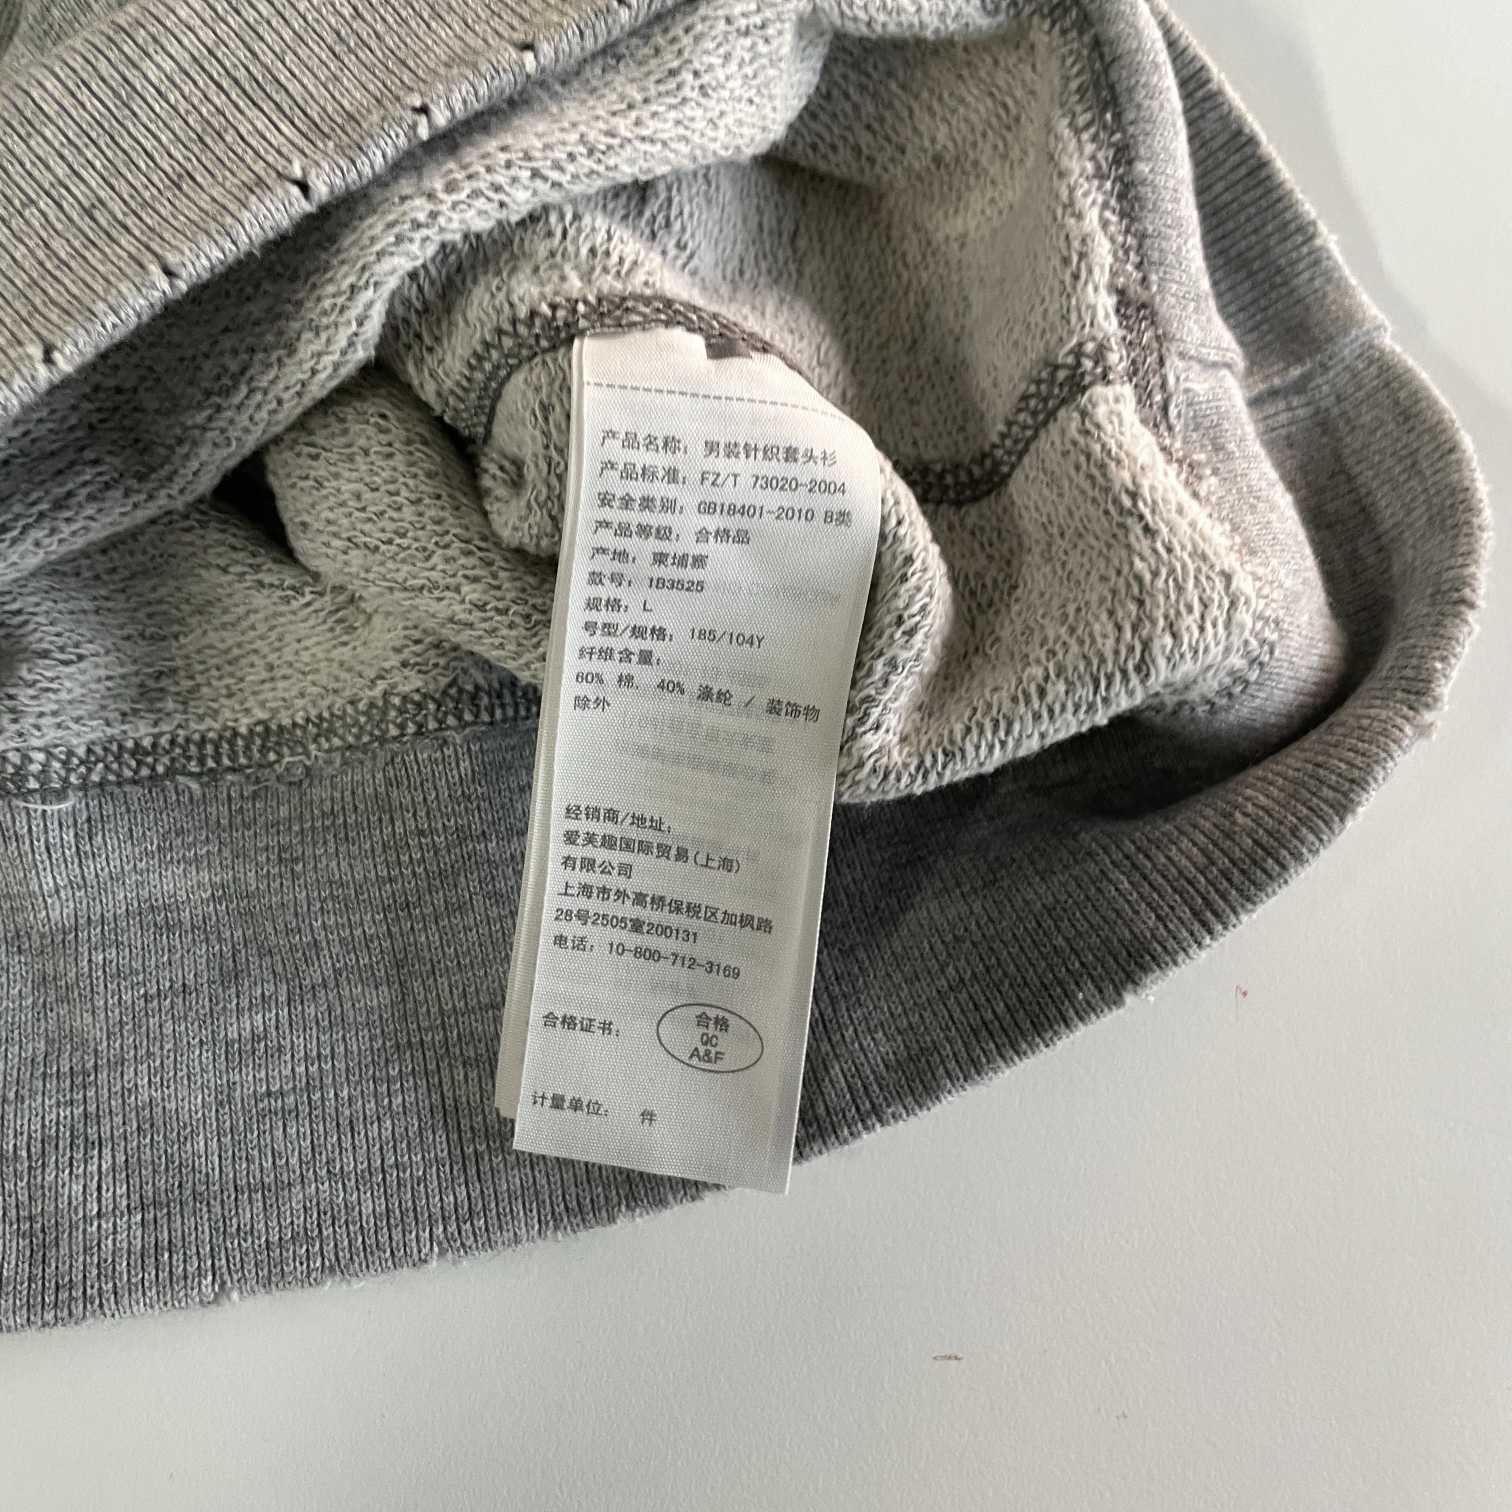 产品名称: 男装针织套头衫
产品标准: FZ/T 73020-2004
安全类别: GB18401-2010 B类
产品等级: 合格品
产地: 柬埔寨
款号: 1B3525
规格: L
号型/规格: 185/104Y
纤维含量:
60% 棉, 40% 涤纶 / 装饰物
除外
经销商/地址:
爱芙趣国际贸易(上海)
有限公司
上海市外高桥保税区加枫路
28号2505室200131
电话: 10-800-712-3169
合格证书:
合格
QC
A&F
计量单位: 件